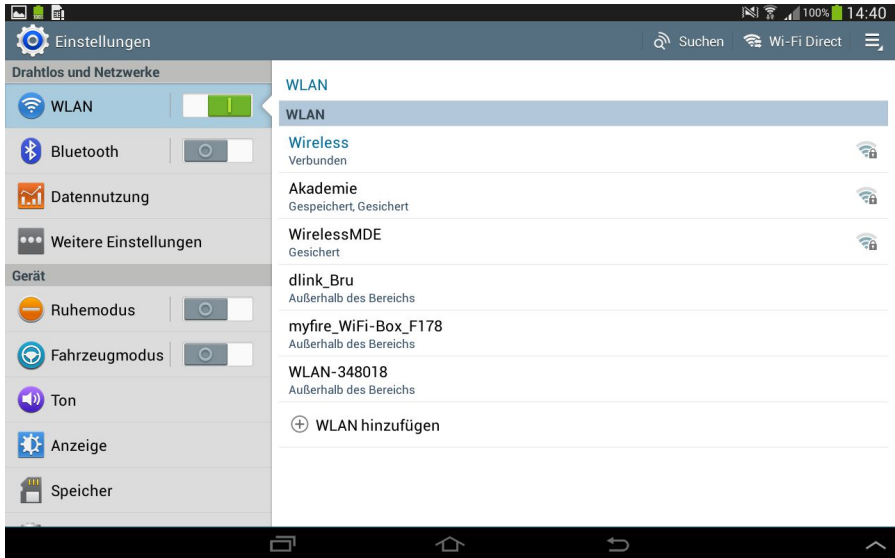 100% 14:40
Einstellungen
Suchen
Wi-Fi Direct
Drahtlos und Netzwerke
WLAN
Bluetooth
Datennutzung
Weitere Einstellungen
Gerät
Ruhemodus
Fahrzeugmodus
Ton
Anzeige
Speicher
WLAN
WLAN
Wireless
Verbunden
Akademie
Gespeichert, Gesichert
WirelessMDE
Gesichert
dlink_Bru
Außerhalb des Bereichs
myfire_WiFi-Box_F178
Außerhalb des Bereichs
WLAN-348018
Außerhalb des Bereichs
WLAN hinzufügen